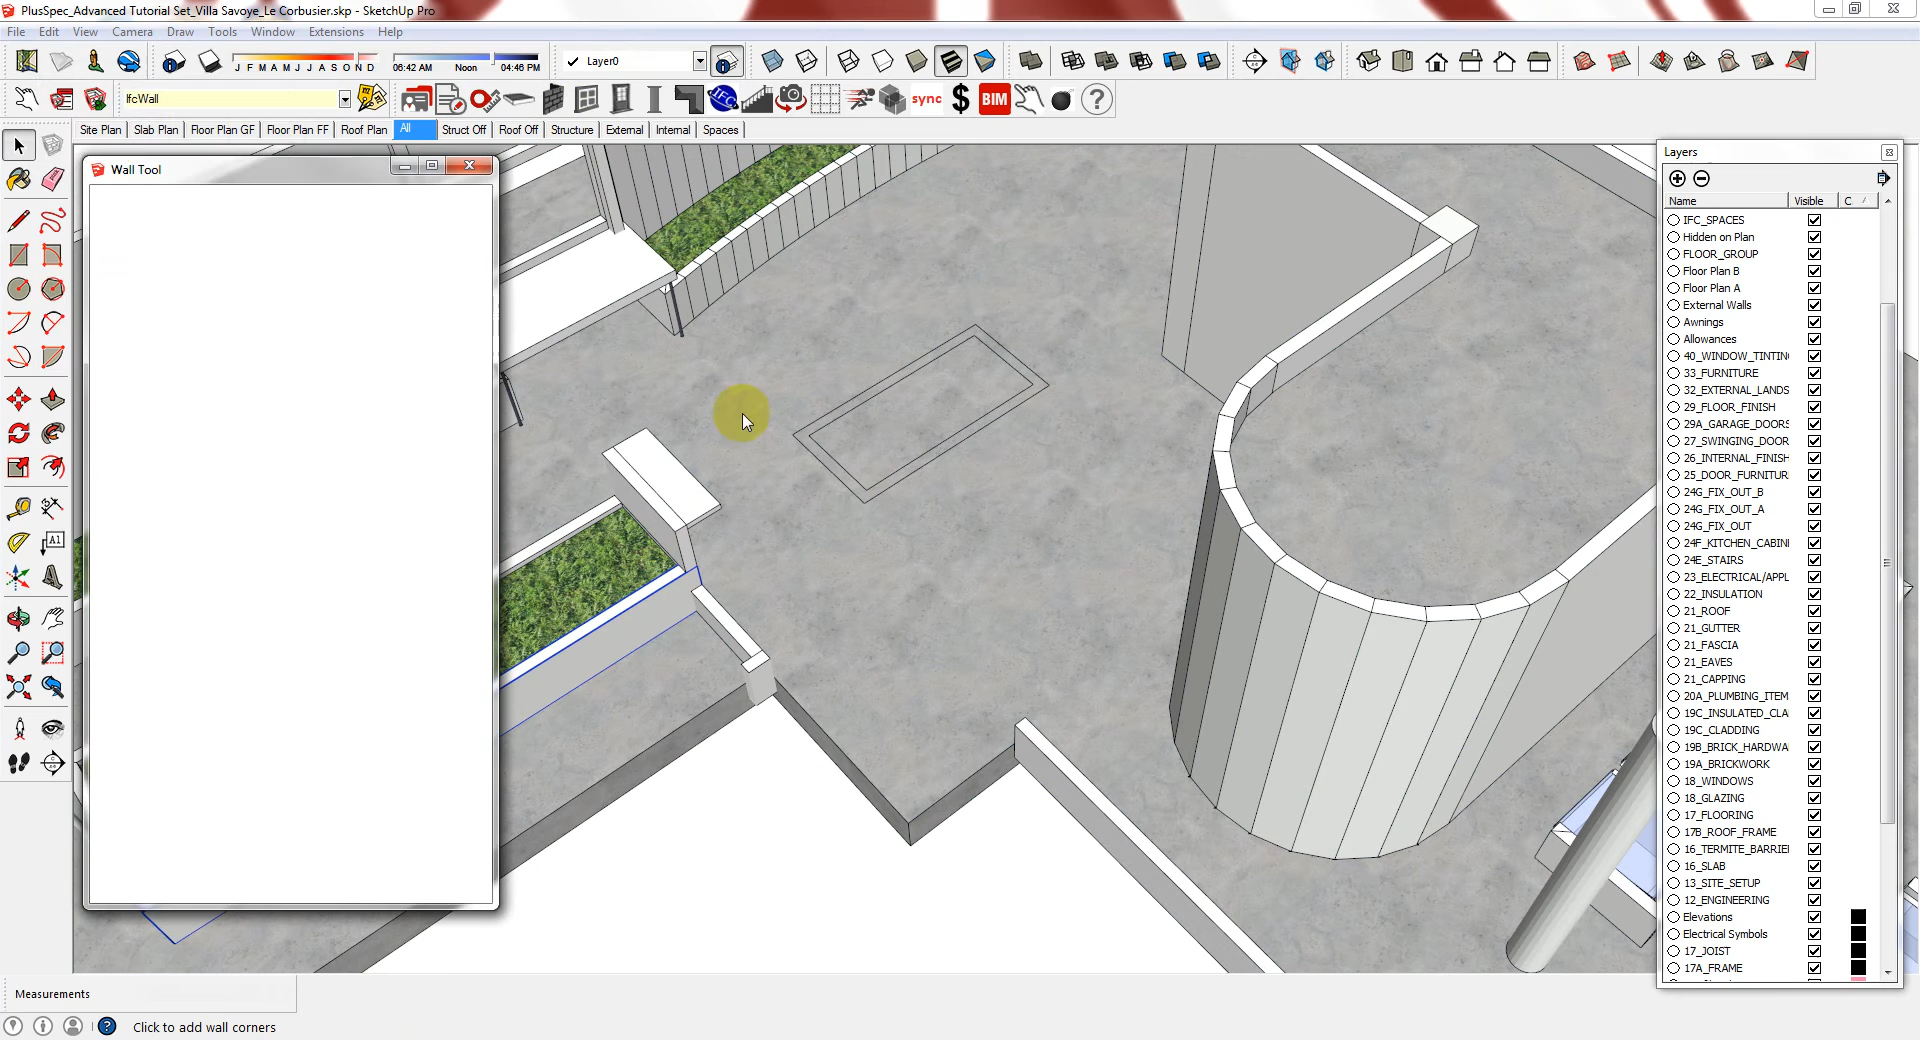 PlusSpec_Advanced Tutorial Set_Villa Savoye_Le Corbusier.skp - SketchUp Pro
File Edit View Camera Draw Tools Window Extensions Help
J F M A M J J A S O N D
06:42 AM Noon 04:46 PM
Layer0
IfcWall
IFC
sync
$
BIM
?
Site Plan Slab Plan Floor Plan GF Floor Plan FF Roof Plan All Struct Off Roof Off Structure External Internal Spaces
Wall Tool
A1
Layers
Name Visible C
IFC_SPACES
Hidden on Plan
FLOOR_GROUP
Floor Plan B
Floor Plan A
External Walls
Awnings
Allowances
40_WINDOW_TINTIN
33_FURNITURE
32_EXTERNAL_LANDS
29_FLOOR_FINISH
29A_GARAGE_DOORS
27_SWINGING_DOOR
26_INTERNAL_FINISH
25_DOOR_FURNITUR
24G_FIX_OUT_B
24G_FIX_OUT_A
24G_FIX_OUT
24F_KITCHEN_CABIN
24E_STAIRS
23_ELECTRICAL/APPL
22_INSULATION
21_ROOF
21_GUTTER
21_FASCIA
21_EAVES
21_CAPPING
20A_PLUMBING_ITEM
19C_INSULATED_CLA
19C_CLADDING
19B_BRICK_HARDWA
19A_BRICKWORK
18_WINDOWS
18_GLAZING
17_FLOORING
17B_ROOF_FRAME
16_TERMITE_BARRIE
16_SLAB
13_SITE_SETUP
12_ENGINEERING
Elevations
Electrical Symbols
17_JOIST
17A_FRAME
Measurements
Click to add wall corners